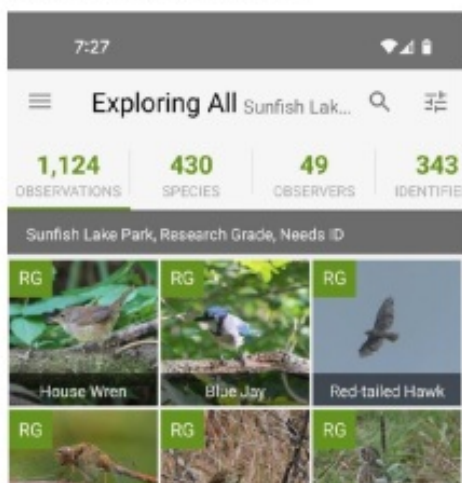 7:27
Exploring All Sunfish Lak...
1,124 430 49 343
OBSERVATIONS SPECIES OBSERVERS IDENTIFIE
Sunfish Lake Park, Research Grade, Needs ID
RG RG RG
House Wren Blue Jay Red-tailed Hawk
RG RG RG